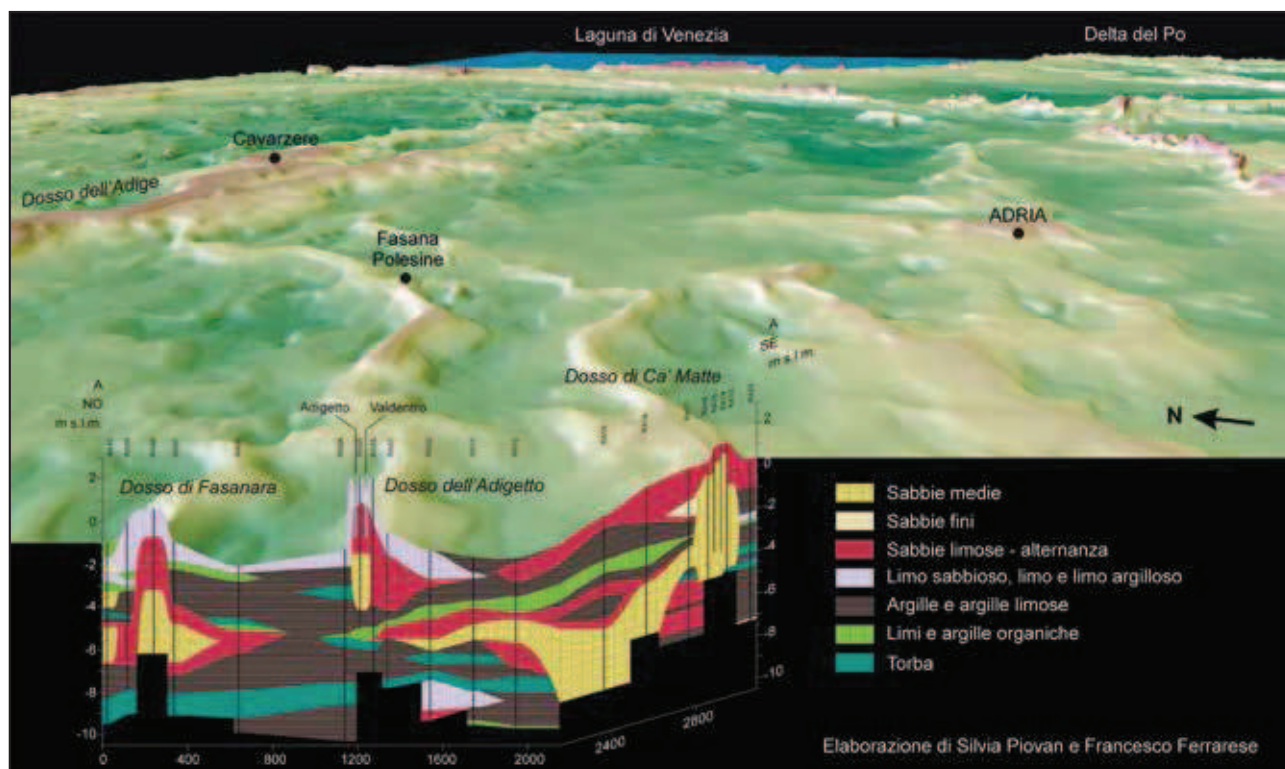 Laguna di Venezia
Delta del Po
Cavarzere
Dosso dell'Adige
ADRIA
Fasana
Polesine
A
SE
m s.l.m.
Dosso di Ca' Matte
A
NO
m s.l.m.
Adigetto
Valdentro
N
Dosso di Fasanara
Dosso dell'Adigetto
2
0
-2
-4
-6
-8
-10
2
0
-2
-4
-6
-8
-10
0
400
800
1200
1600
2000
2400
2800
Sabbie medie
Sabbie fini
Sabbie limose - alternanza
Limo sabbioso, limo e limo argilloso
Argille e argille limose
Limi e argille organiche
Torba
Elaborazione di Silvia Piovan e Francesco Ferrarese